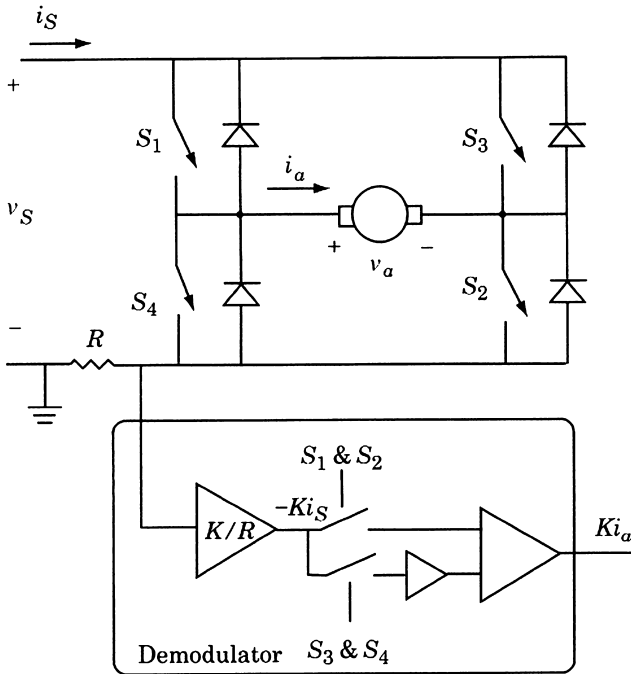 i_S
+
S_1
S_3
i_a
v_S
+
-
v_a
S_4
S_2
-
R
S_1 & S_2
-Ki_S
K/R
Ki_a
Demodulator
S_3 & S_4